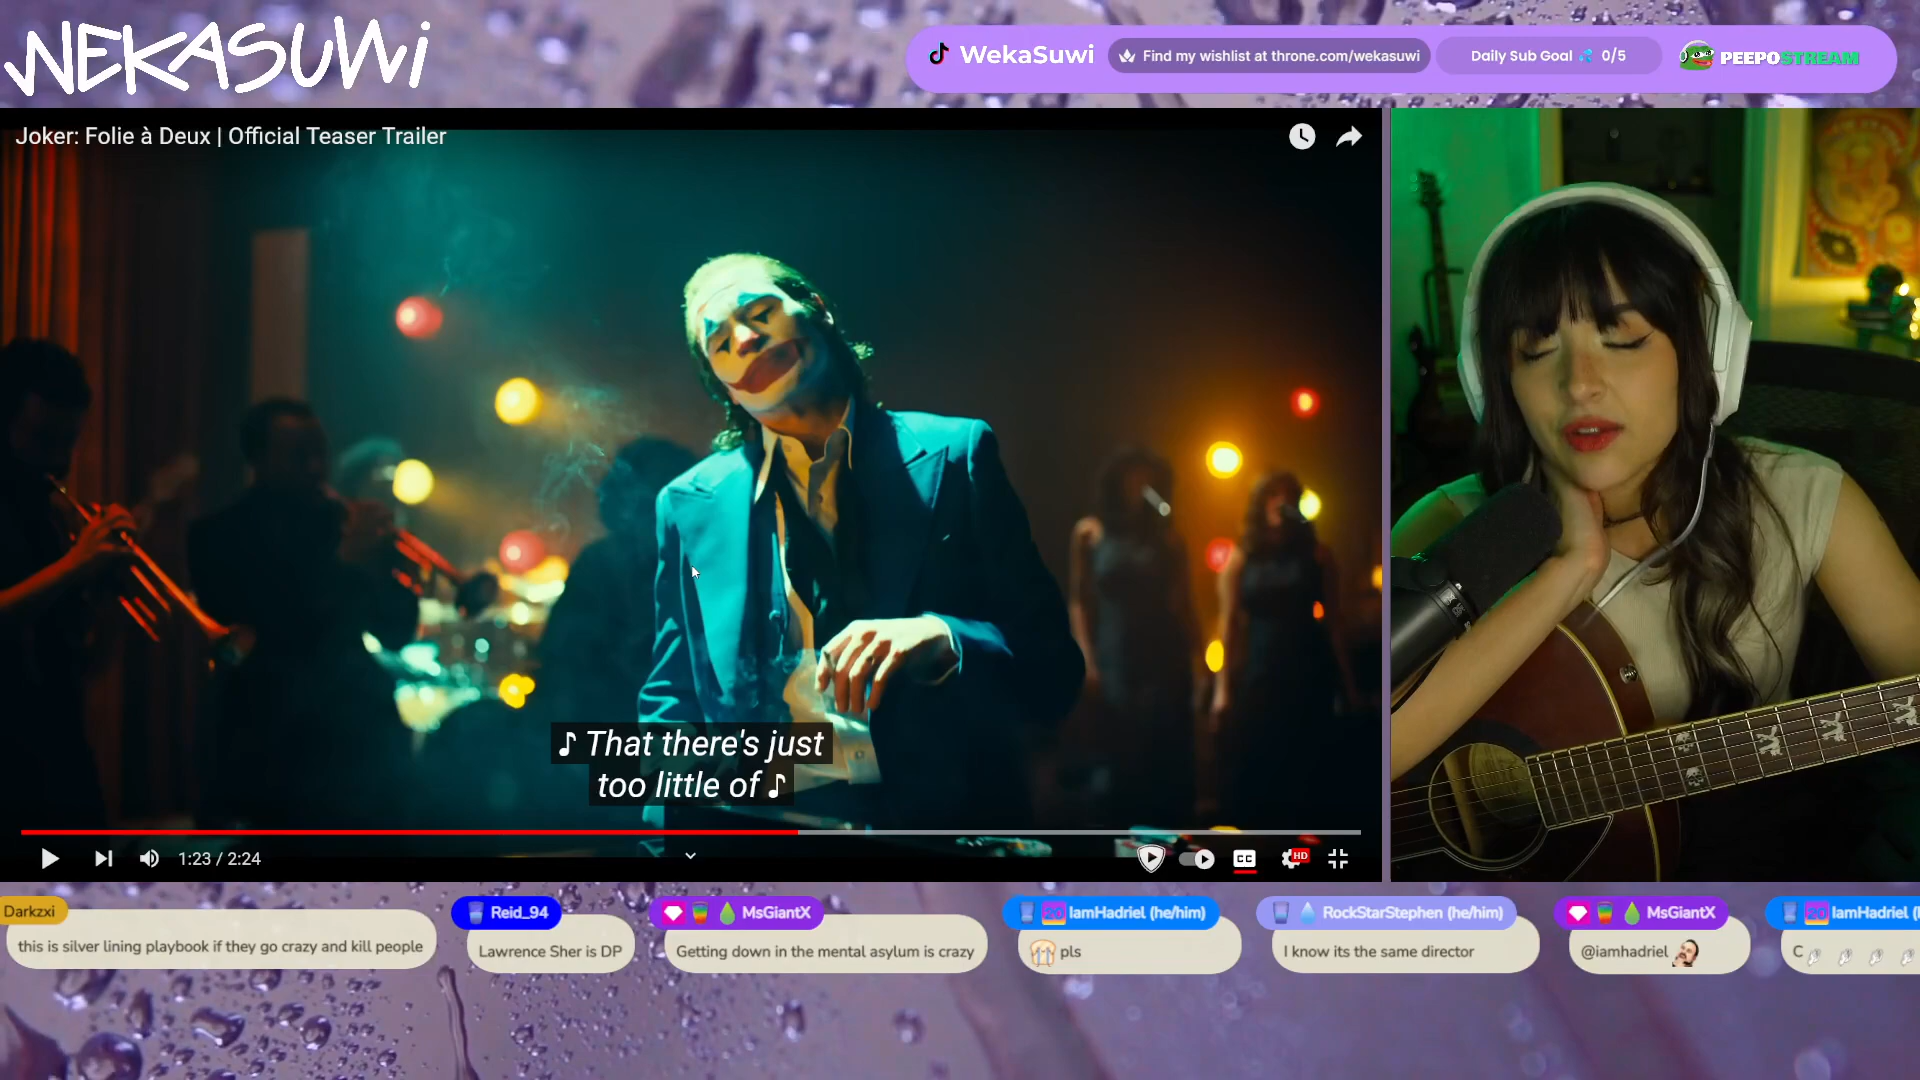 WEKASUWi
WekaSuwi
Find my wishlist at throne.com/wekasuwi
Daily Sub Goal 💦 0/5
PEEPOSTREAM
Joker: Folie à Deux | Official Teaser Trailer
♪ That there's just
too little of ♪
1:23 / 2:24
CC
HD
Darkzxi
this is silver lining playbook if they go crazy and kill people
Reid_94
Lawrence Sher is DP
MsGiantX
Getting down in the mental asylum is crazy
IamHadriel (he/him)
pls
RockStarStephen (he/him)
I know its the same director
MsGiantX
@iamhadriel
IamHadriel (
C